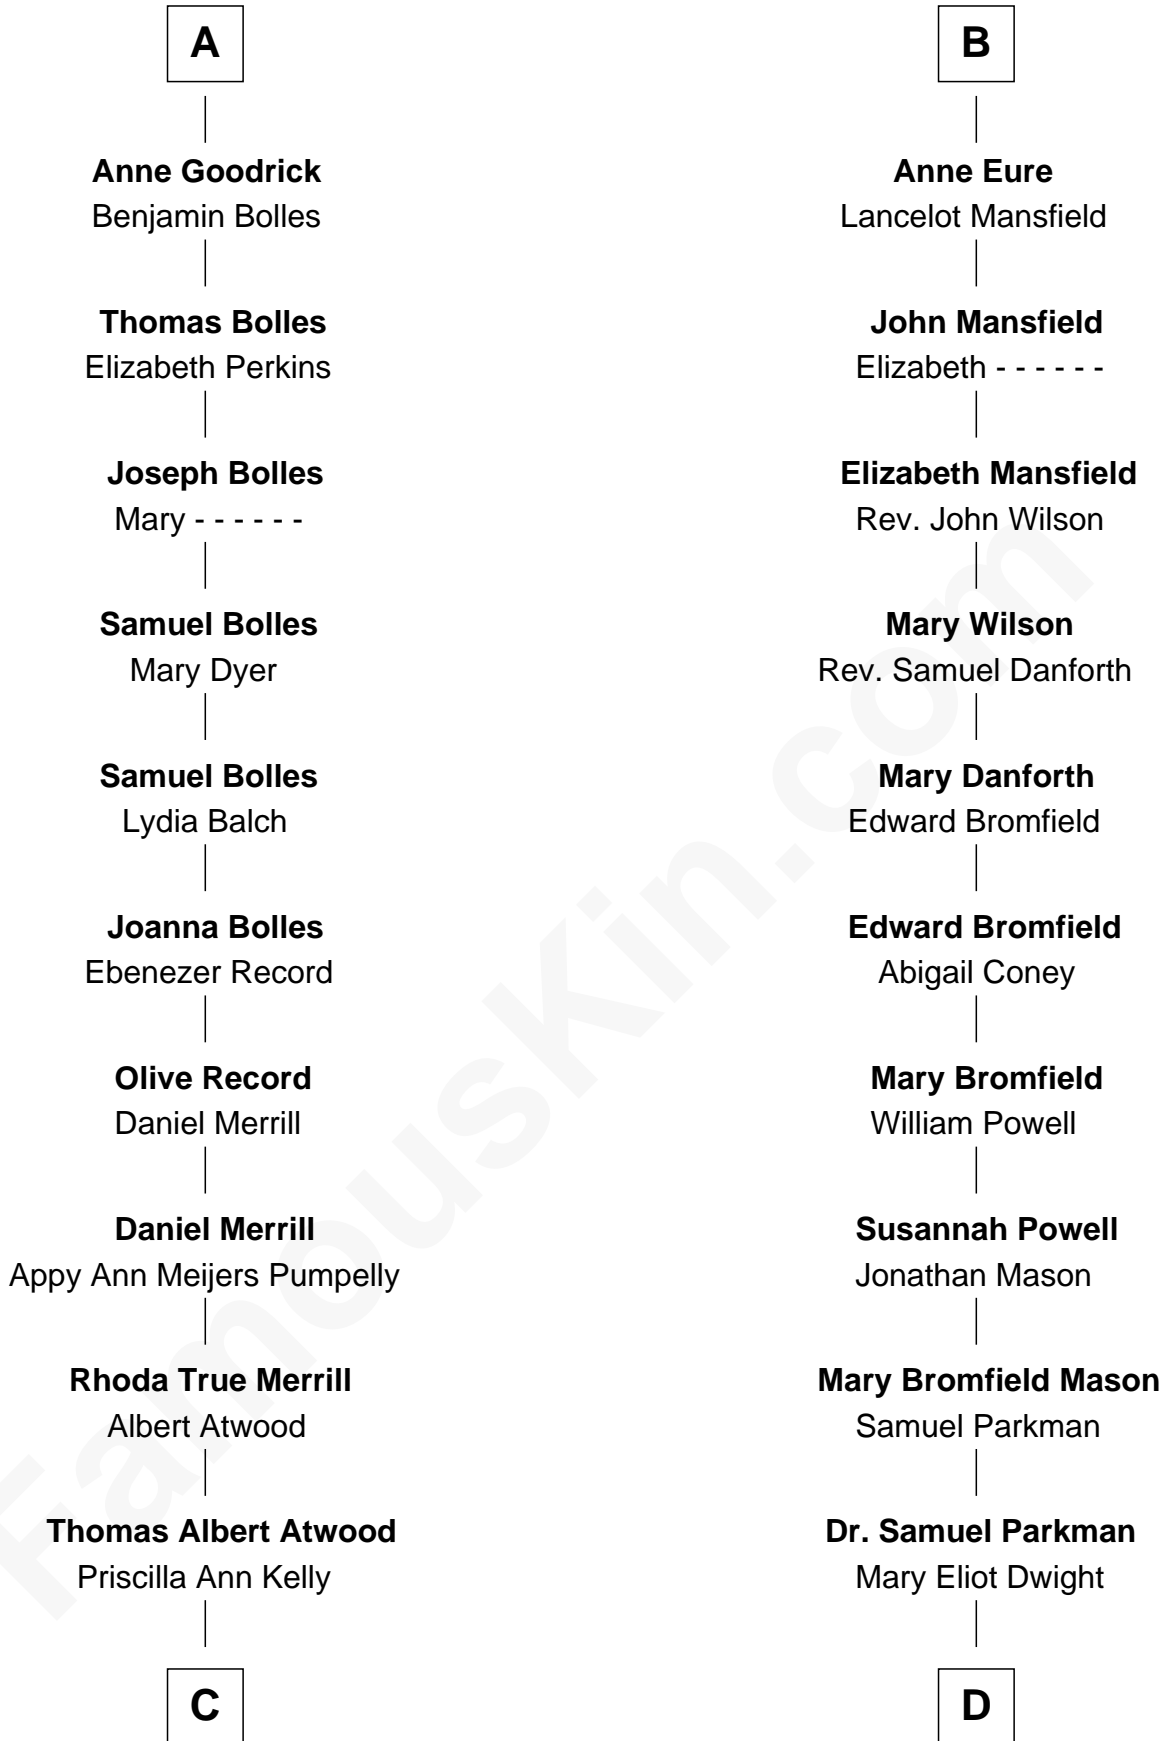 A
Anne Goodrick
Benjamin Bolles
Thomas Bolles
Elizabeth Perkins
Joseph Bolles
Mary - - - - - -
Samuel Bolles
Mary Dyer
Samuel Bolles
Lydia Balch
Joanna Bolles
Ebenezer Record
Olive Record
Daniel Merrill
Daniel Merrill
Appy Ann Meijers Pumpelly
Rhoda True Merrill
Albert Atwood
Thomas Albert Atwood
Priscilla Ann Kelly
C
B
Anne Eure
Lancelot Mansfield
John Mansfield
Elizabeth - - - - - -
Elizabeth Mansfield
Rev. John Wilson
Mary Wilson
Rev. Samuel Danforth
Mary Danforth
Edward Bromfield
Edward Bromfield
Abigail Coney
Mary Bromfield
William Powell
Susannah Powell
Jonathan Mason
Mary Bromfield Mason
Samuel Parkman
Dr. Samuel Parkman
Mary Eliot Dwight
D
FamousKin.com